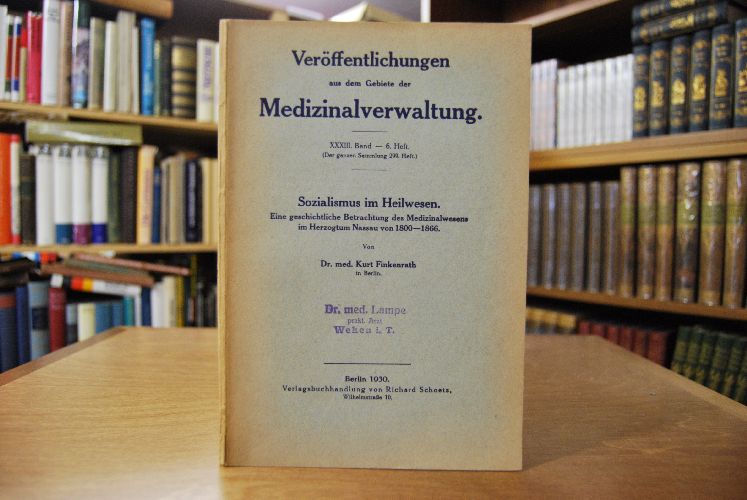 Veröffentlichungen
aus dem Gebiete der
Medizinalverwaltung.
XXXIII. Band — 6. Heft.
(Der ganzen Sammlung 299. Heft.)
Sozialismus im Heilwesen.
Eine geschichtliche Betrachtung des Medizinalwesens
im Herzogtum Nassau von 1800—1866.
Von
Dr. med. Kurt Finkenrath
in Berlin.
Dr. med. Lampe
prakt. Arzt
Wehen i. T.
Berlin 1930.
Verlagsbuchhandlung von Richard Schoetz,
Wilhelmstraße 10.